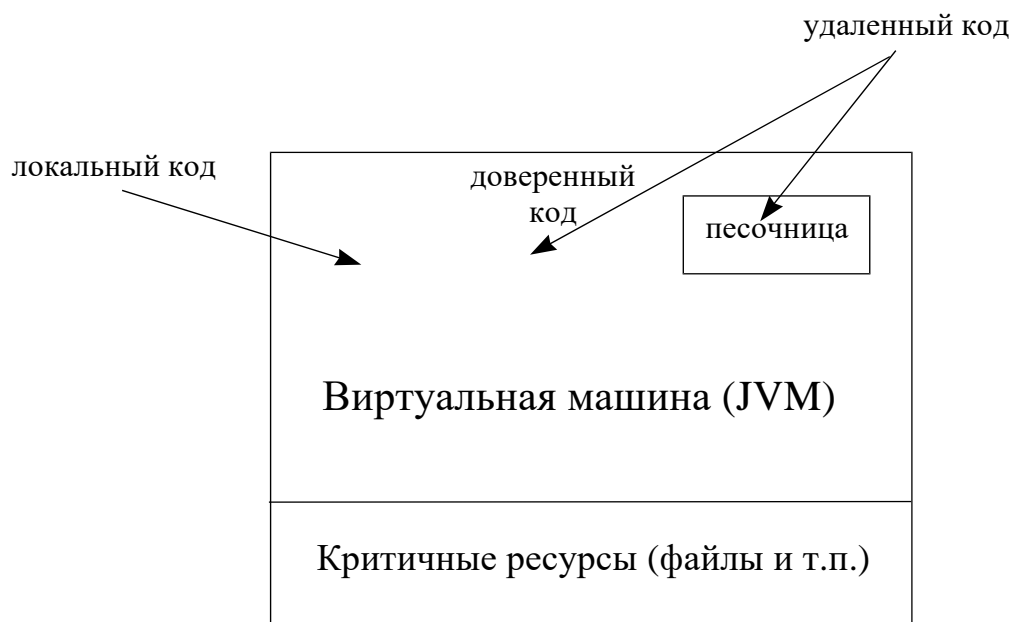 удаленный код
локальный код
доверенный
код
песочница
Виртуальная машина (JVM)
Критичные ресурсы (файлы и т.п.)